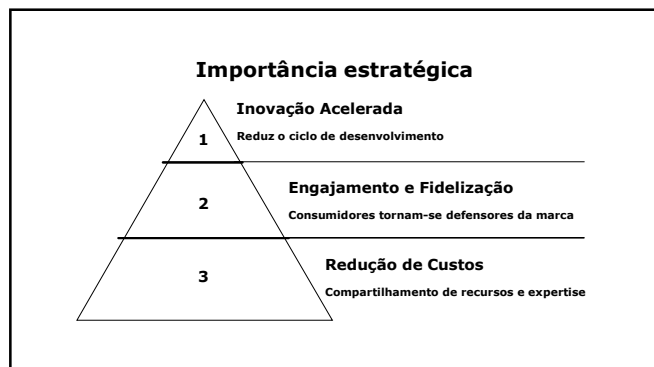 Importância estratégica
Inovação Acelerada
1
Reduz o ciclo de desenvolvimento
Engajamento e Fidelização
2
Consumidores tornam-se defensores da marca
Redução de Custos
3
Compartilhamento de recursos e expertise